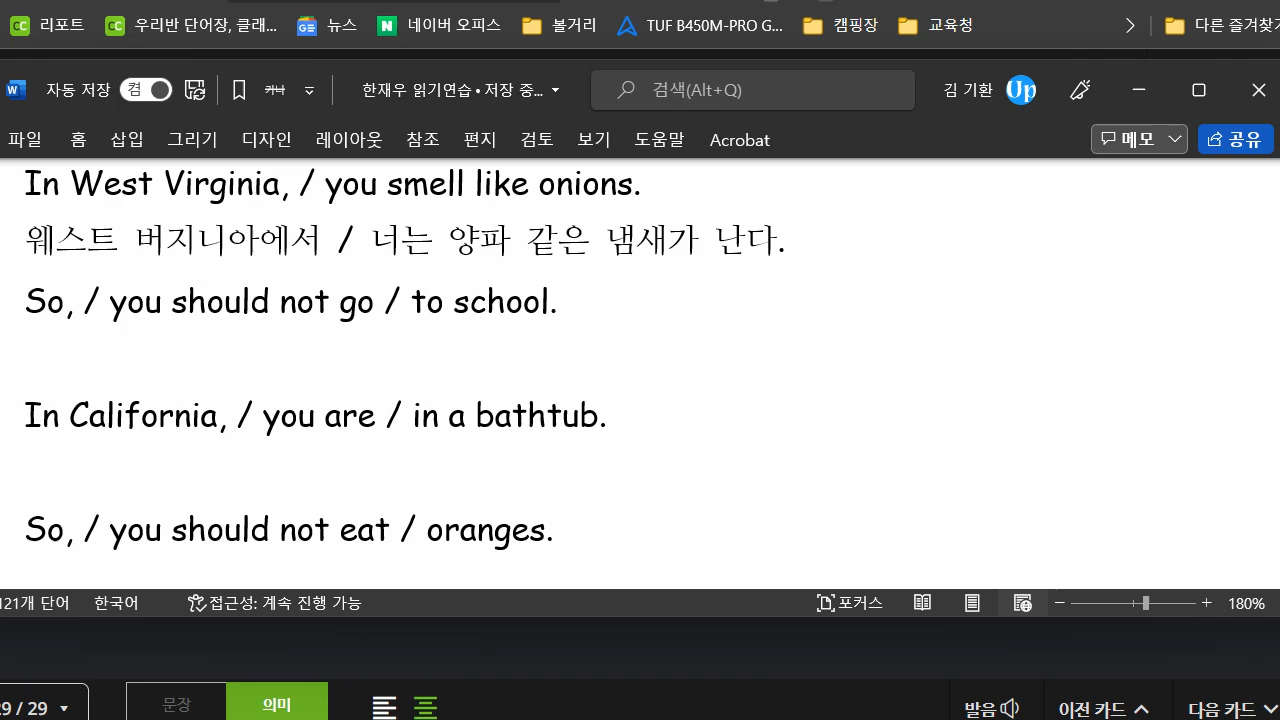 리포트 우리반 단어장, 클래... 뉴스 네이버 오피스 볼거리 TUF B450M-PRO G... 캠핑장 교육청 다른 즐겨찾기
자동 저장 켬 가나 한재우 읽기연습 • 저장 중... 검색(Alt+Q) 김 기환 Up
파일 홈 삽입 그리기 디자인 레이아웃 참조 편지 검토 보기 도움말 Acrobat 메모 공유
In West Virginia, / you smell like onions.
웨스트 버지니아에서 / 너는 양파 같은 냄새가 난다.
So, / you should not go / to school.
In California, / you are / in a bathtub.
So, / you should not eat / oranges.
121개 단어 한국어 접근성: 계속 진행 가능 포커스 180%
29 / 29 문장 의미 발음 이전 카드 다음 카드